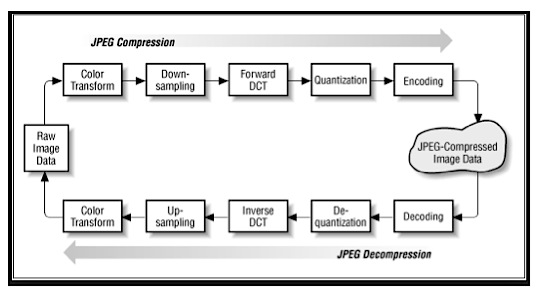 JPEG Compression
Color
Transform
Down-
sampling
Forward
DCT
Quantization
Encoding
Raw
Image
Data
JPEG-Compressed
Image Data
Color
Transform
Up-
sampling
Inverse
DCT
De-
quantization
Decoding
JPEG Decompression